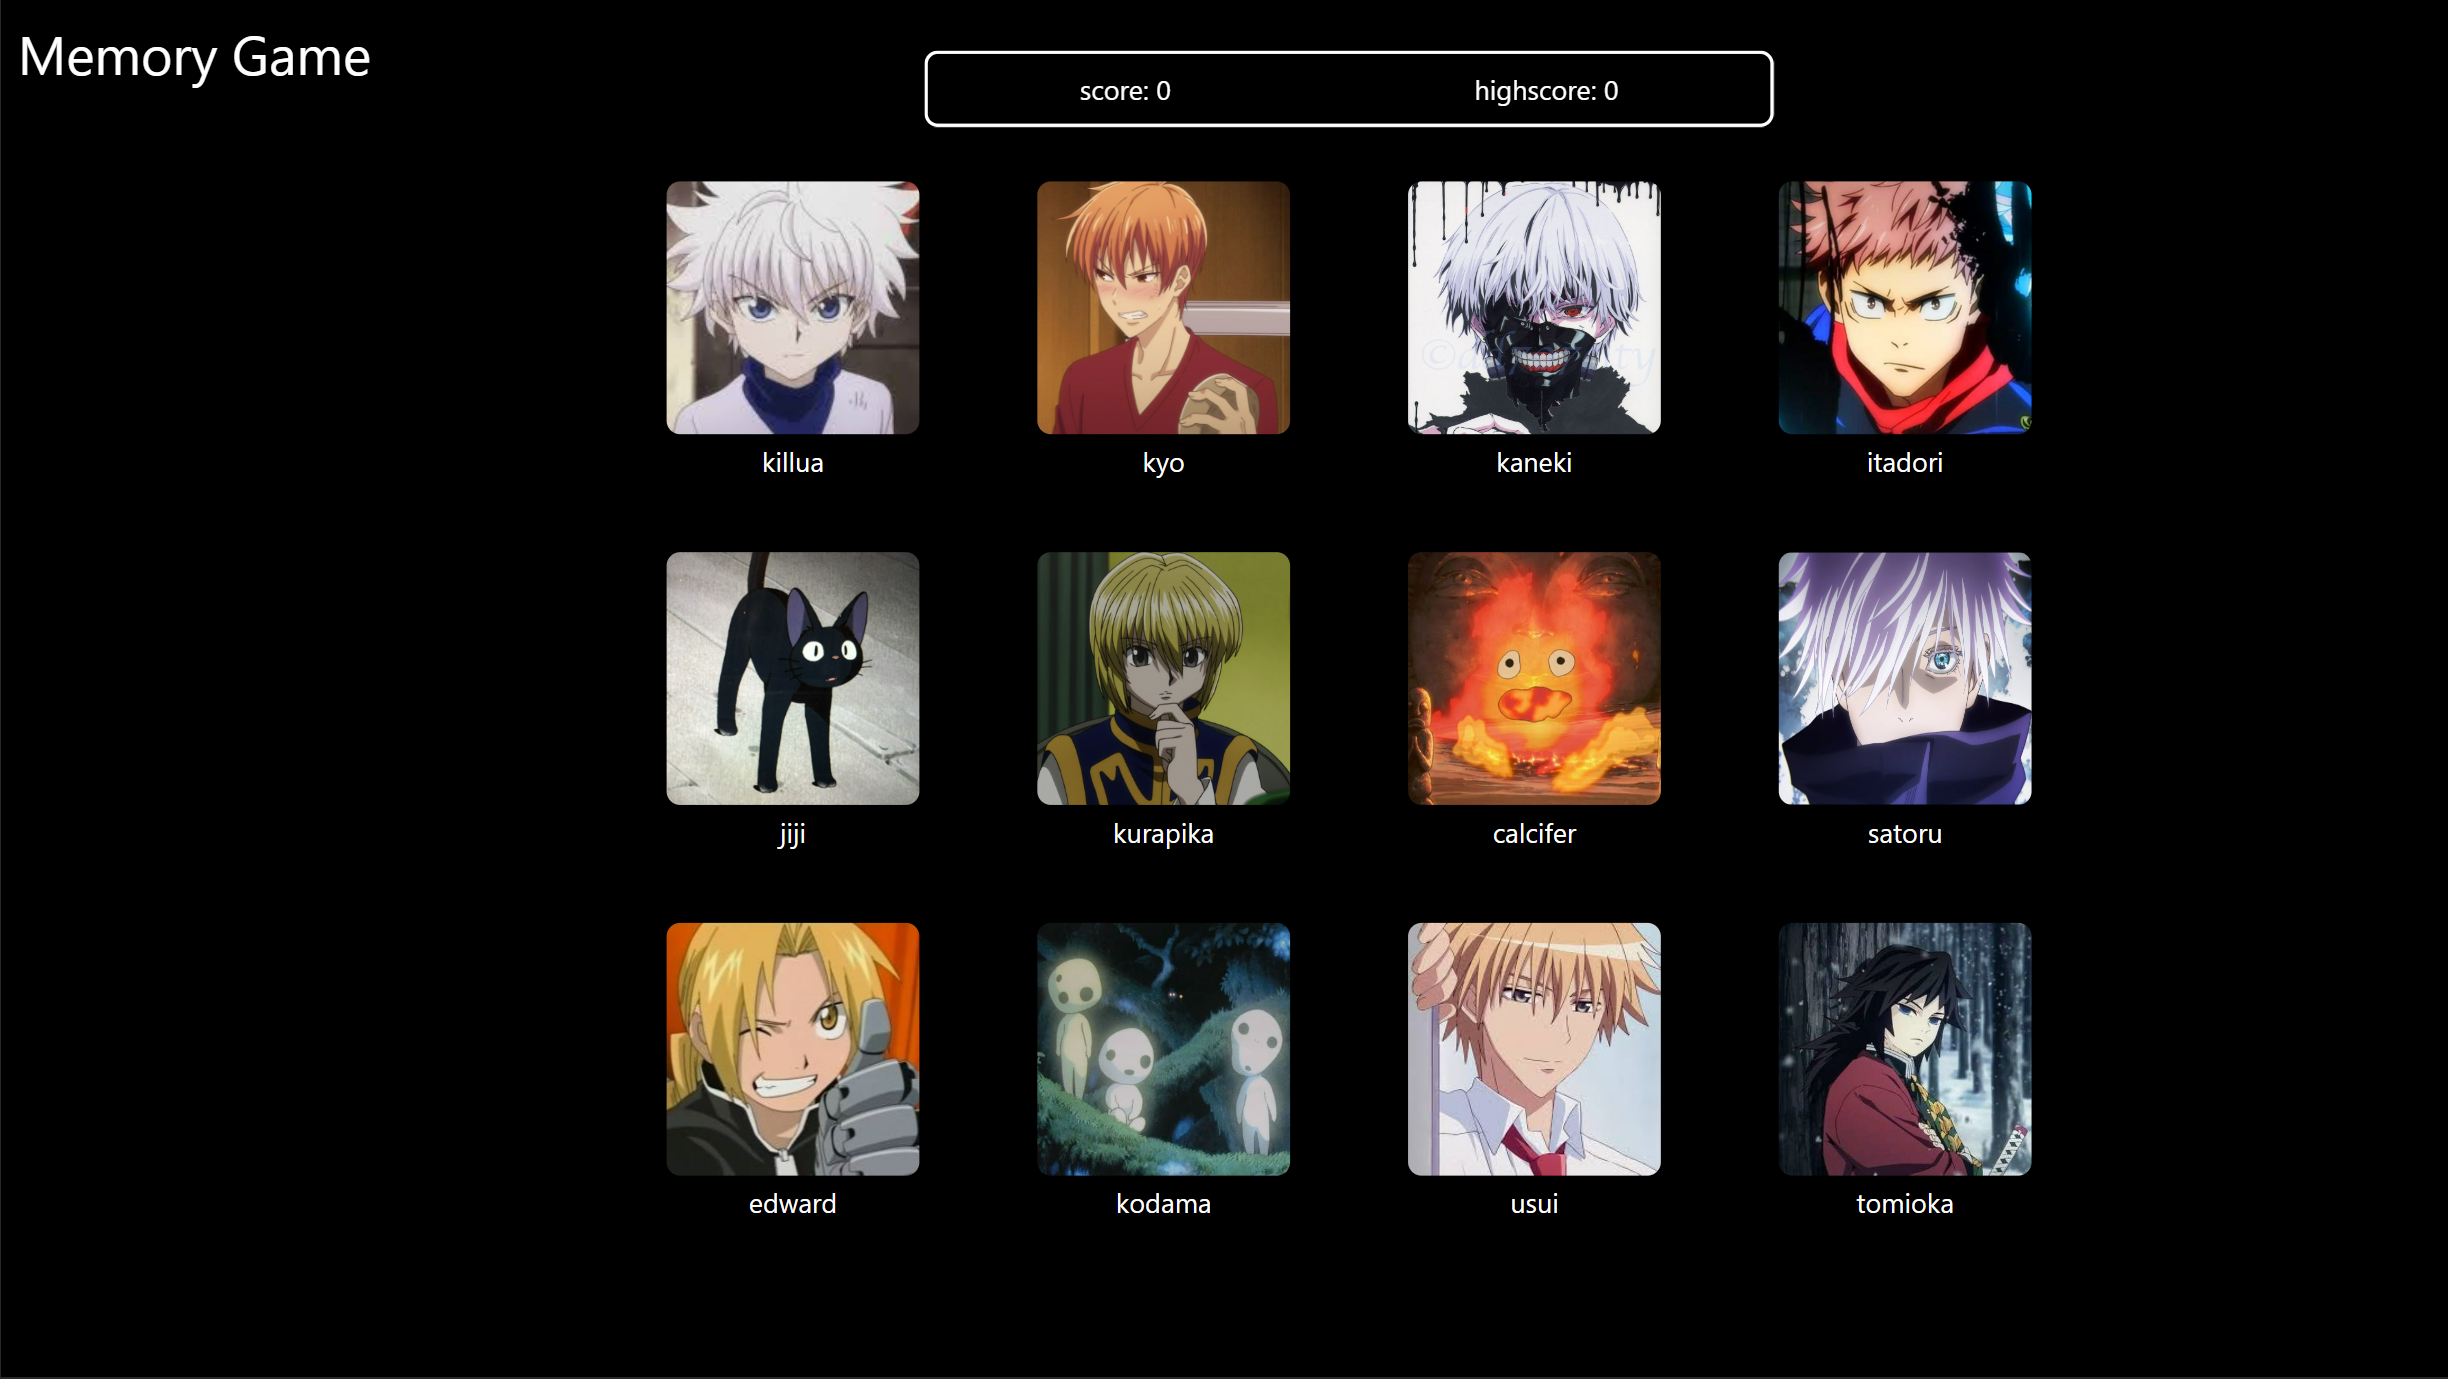 Memory Game
score: 0 highscore: 0
killua kyo kaneki itadori
jiji kurapika calcifer satoru
edward kodama usui tomioka